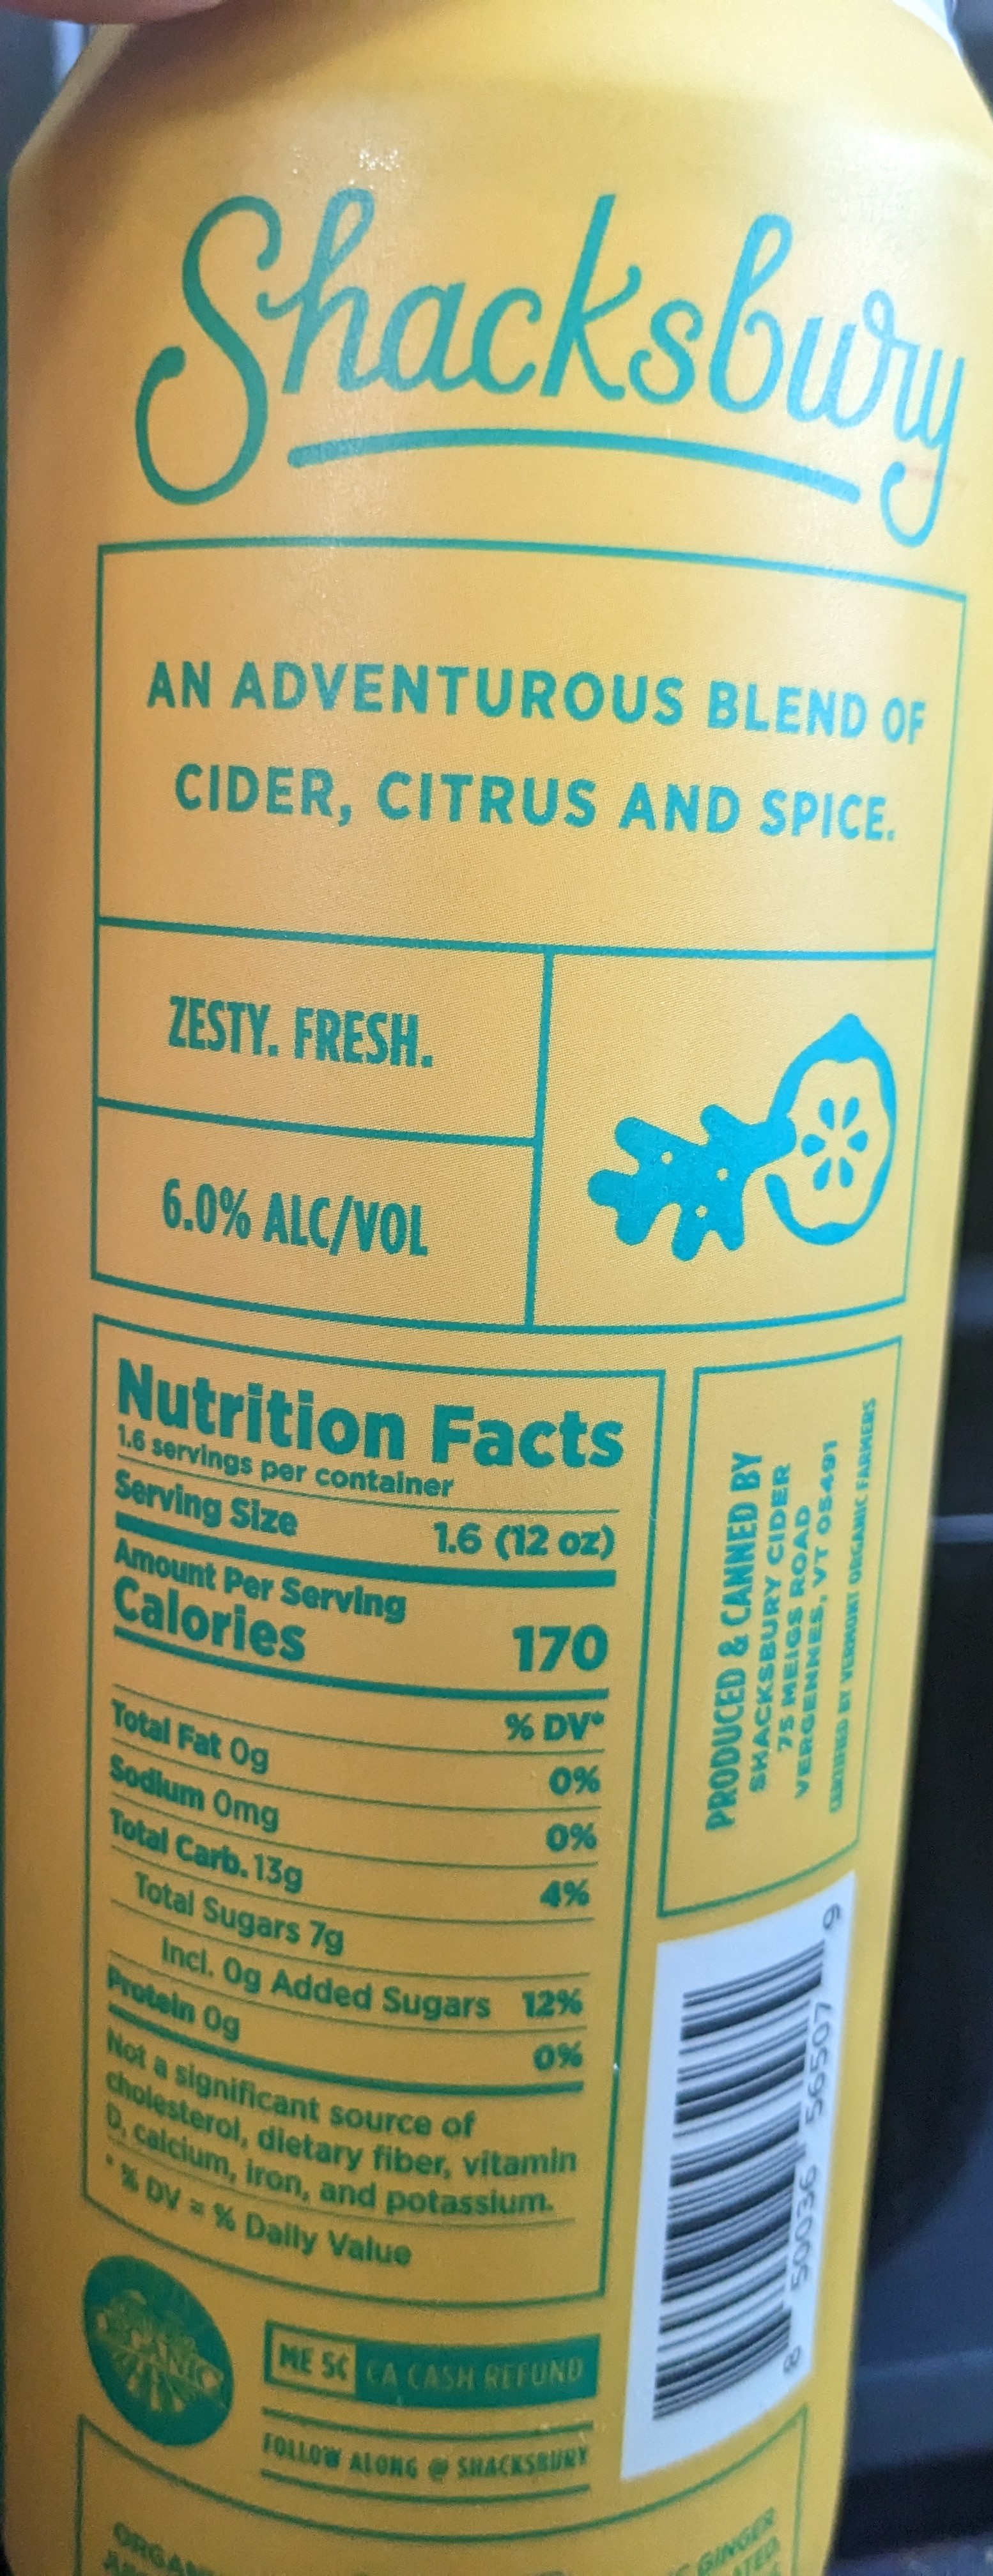 Shacksbury
AN ADVENTUROUS BLEND OF
CIDER, CITRUS AND SPICE.
ZESTY. FRESH.
6.0% ALC/VOL
Nutrition Facts
1.6 servings per container
Serving Size 1.6 (12 oz)
Amount Per Serving
Calories 170
% DV*
Total Fat 0g 0%
Sodium 0mg 0%
Total Carb. 13g 4%
Total Sugars 7g
Incl. 0g Added Sugars 12%
Protein 0g 0%
Not a significant source of
cholesterol, dietary fiber, vitamin
D, calcium, iron, and potassium.
* % DV = % Daily Value
PRODUCED & CANNED BY
SHACKSBURY CIDER
75 MEIGS ROAD
VERGENNES, VT 05491
CERTIFIED BY VERMONT ORGANIC FARMERS
8 50036 56507 9
ME 5¢ CA CASH REFUND
FOLLOW ALONG @ SHACKSBURY
GINGER